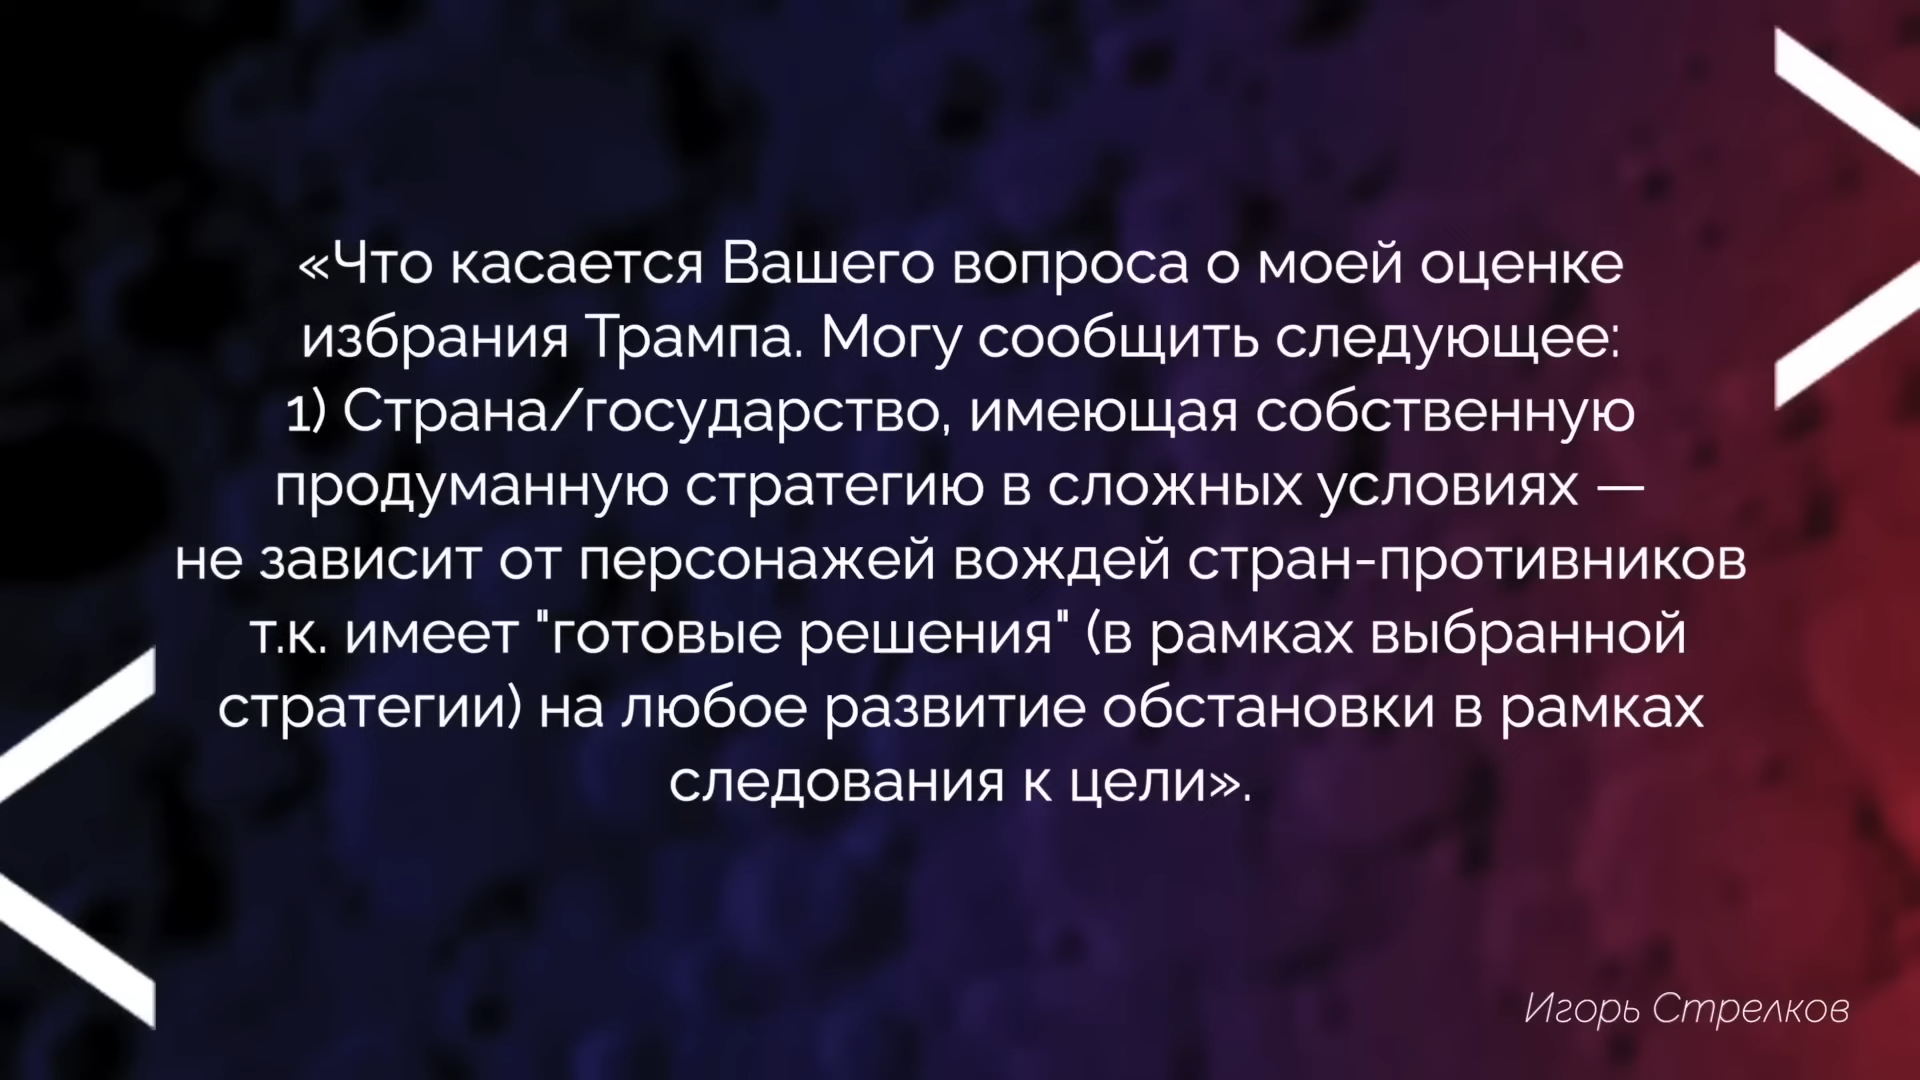 «Что касается Вашего вопроса о моей оценке
избрания Трампа. Могу сообщить следующее:
1) Страна/государство, имеющая собственную
продуманную стратегию в сложных условиях —
не зависит от персонажей вождей стран-противников
т.к. имеет "готовые решения" (в рамках выбранной
стратегии) на любое развитие обстановки в рамках
следования к цели».
Игорь Стрелков